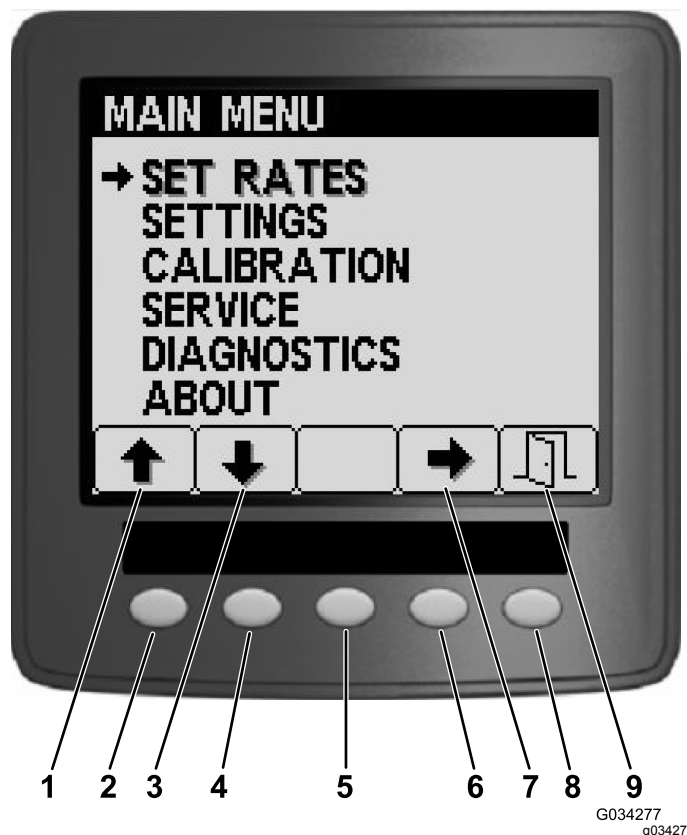 MAIN MENU
SET RATES
SETTINGS
CALIBRATION
SERVICE
DIAGNOSTICS
ABOUT
1 2 3 4 5 6 7 8 9
G034277
g03427